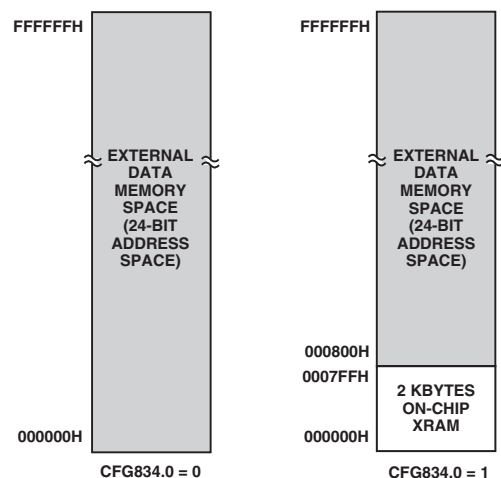 FFFFFFH
EXTERNAL
DATA
MEMORY
SPACE
(24-BIT
ADDRESS
SPACE)
000000H
CFG834.0 = 0
FFFFFFH
EXTERNAL
DATA
MEMORY
SPACE
(24-BIT
ADDRESS
SPACE)
000800H
0007FFH
2 KBYTES
ON-CHIP
XRAM
000000H
CFG834.0 = 1